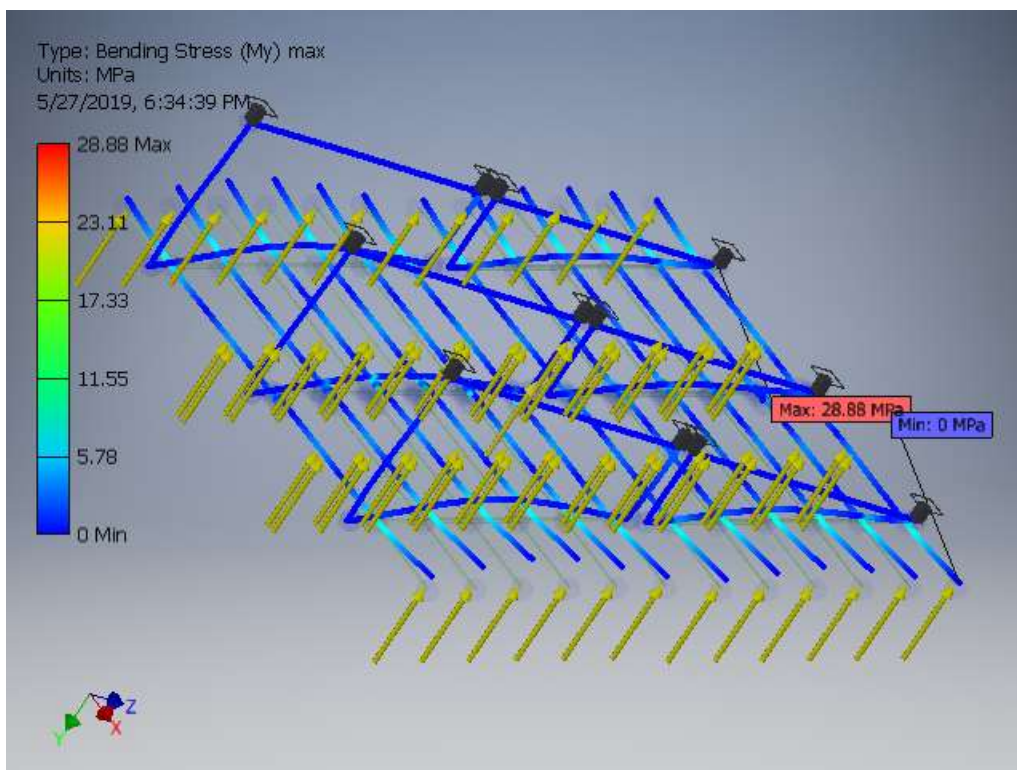 Type: Bending Stress (My) max
Units: MPa
5/27/2019, 6:34:39 PM
28.88 Max
23.11
17.33
11.55
5.78
0 Min
Max: 28.88 MPa
Min: 0 MPa
Z
X
Y